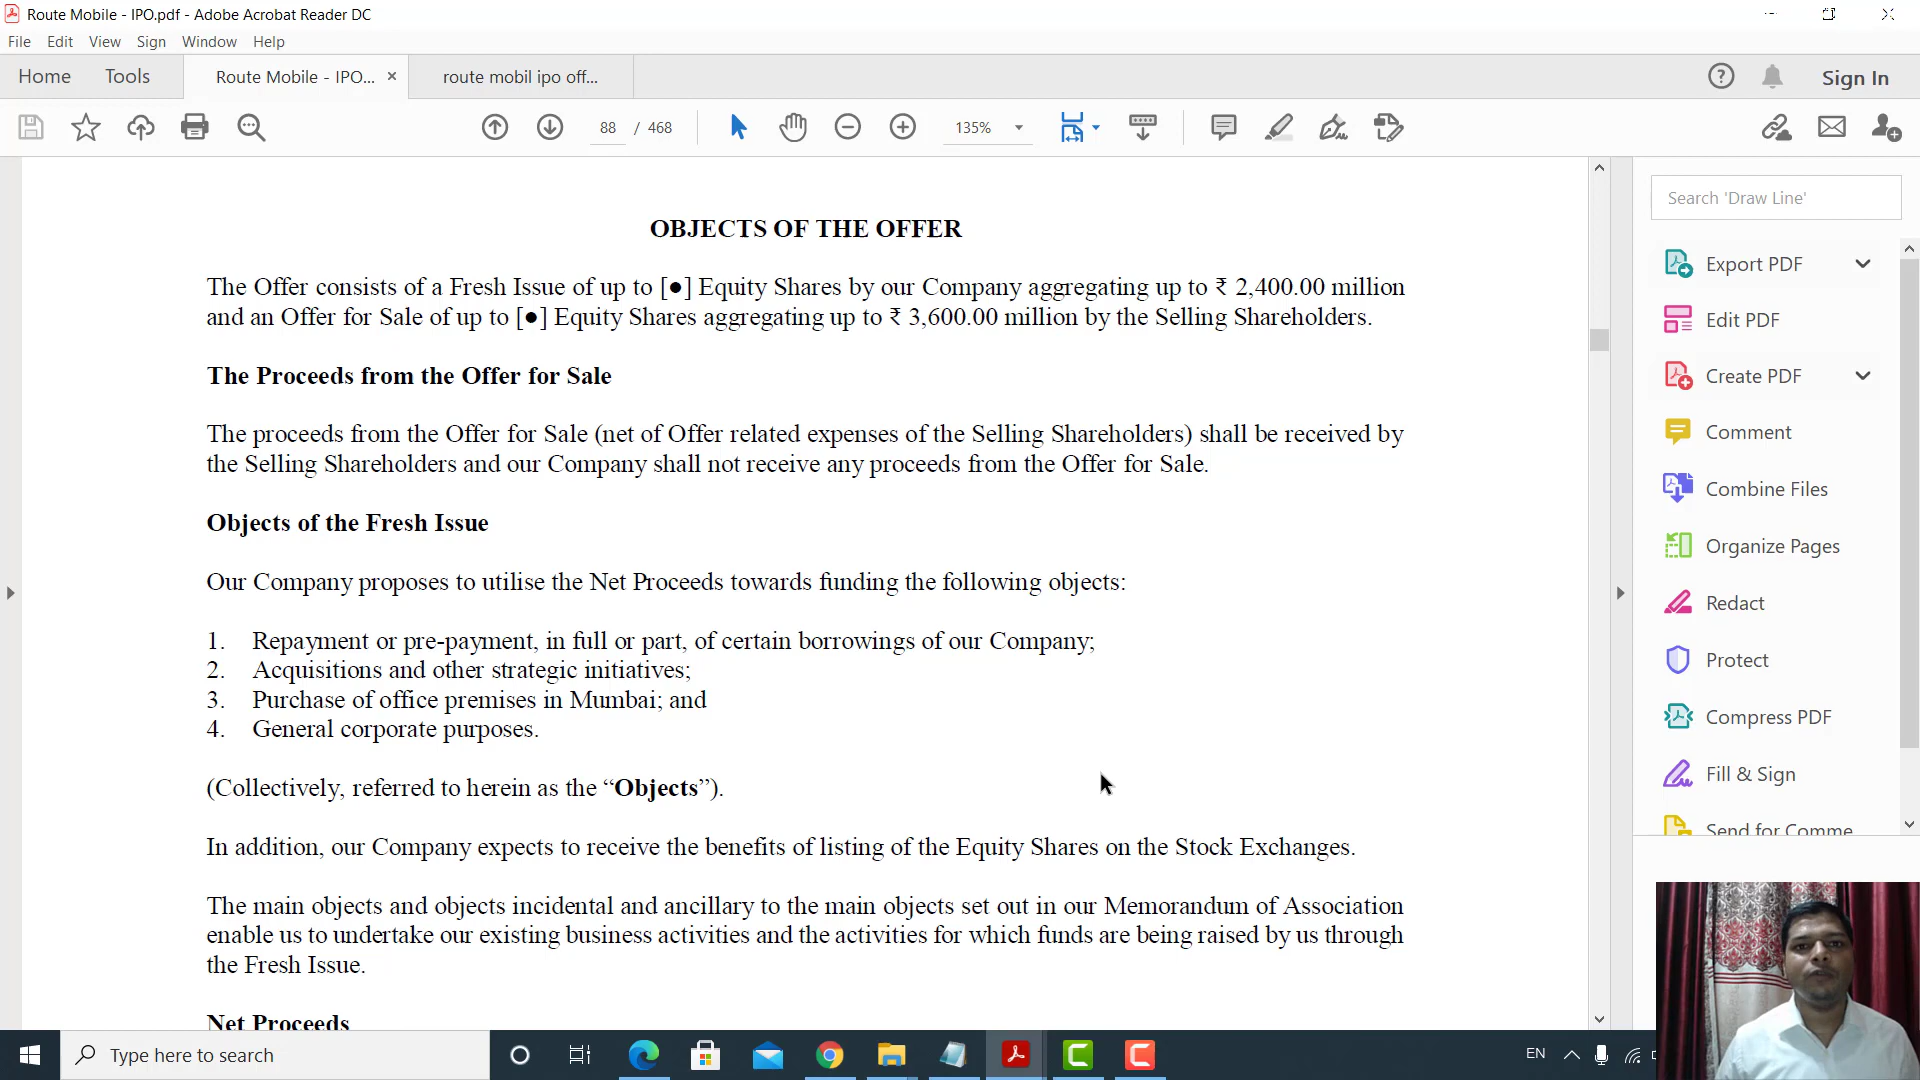 Route Mobile - IPO.pdf - Adobe Acrobat Reader DC
File Edit View Sign Window Help
Home Tools Route Mobile - IPO... × route mobil ipo off... Sign In
88 / 468 135%
OBJECTS OF THE OFFER
The Offer consists of a Fresh Issue of up to [●] Equity Shares by our Company aggregating up to ₹ 2,400.00 million
and an Offer for Sale of up to [●] Equity Shares aggregating up to ₹ 3,600.00 million by the Selling Shareholders.
The Proceeds from the Offer for Sale
The proceeds from the Offer for Sale (net of Offer related expenses of the Selling Shareholders) shall be received by
the Selling Shareholders and our Company shall not receive any proceeds from the Offer for Sale.
Objects of the Fresh Issue
Our Company proposes to utilise the Net Proceeds towards funding the following objects:
1. Repayment or pre-payment, in full or part, of certain borrowings of our Company;
2. Acquisitions and other strategic initiatives;
3. Purchase of office premises in Mumbai; and
4. General corporate purposes.
(Collectively, referred to herein as the “Objects”).
In addition, our Company expects to receive the benefits of listing of the Equity Shares on the Stock Exchanges.
The main objects and objects incidental and ancillary to the main objects set out in our Memorandum of Association
enable us to undertake our existing business activities and the activities for which funds are being raised by us through
the Fresh Issue.
Net Proceeds
Search 'Draw Line'
Export PDF
Edit PDF
Create PDF
Comment
Combine Files
Organize Pages
Redact
Protect
Compress PDF
Fill & Sign
Send for Comme
Type here to search
EN